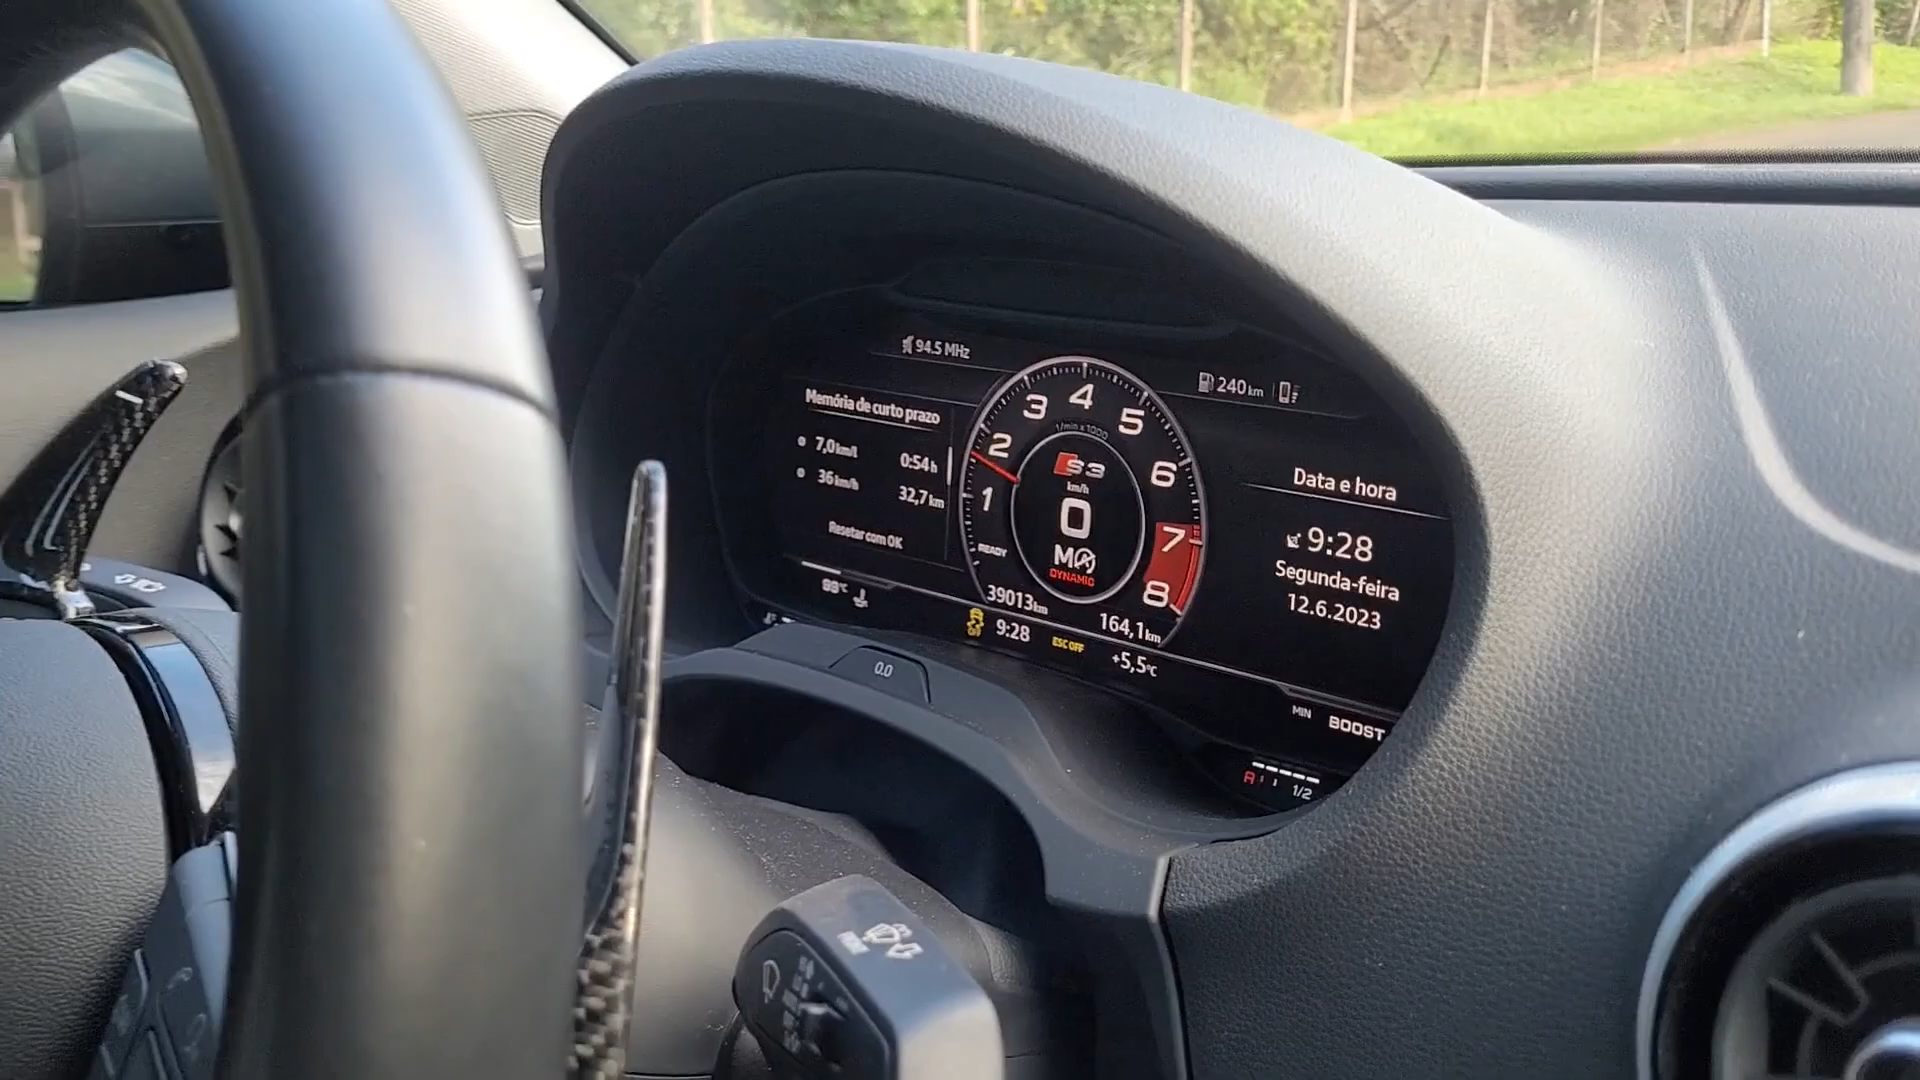 94.5 MHz
240 km
Memória de curto prazo
ø 7,0 km/l 0:54 h
ø 36 km/h 32,7 km
Resetar com OK
1 2 3 4 5 6 7 8
1/min x 1000
S3
km/h
0
M
DYNAMIC
READY
Data e hora
9:28
Segunda-feira
12.6.2023
99°C
39013 km
164,1 km
OFF
9:28
ESC OFF
+5,5°C
0.0
MIN BOOST
A 1/2